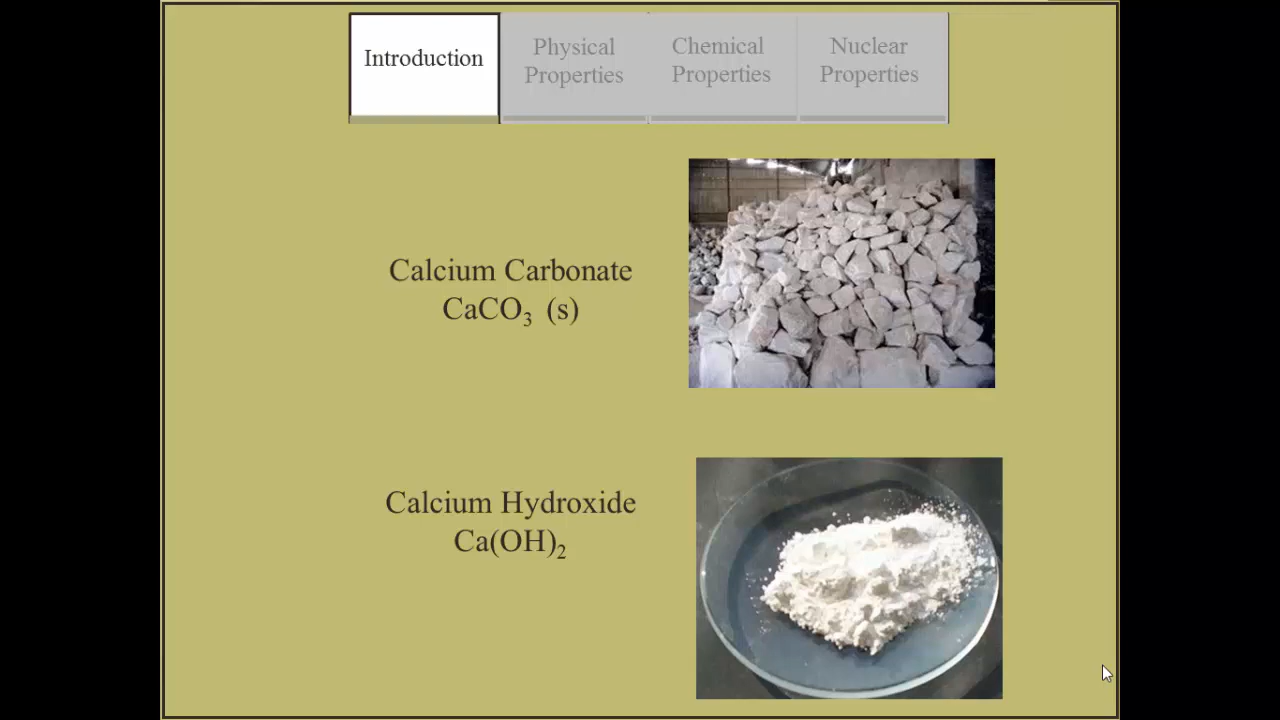 Introduction
Physical
Properties
Chemical
Properties
Nuclear
Properties
Calcium Carbonate
CaCO₃ (s)
Calcium Hydroxide
Ca(OH)₂